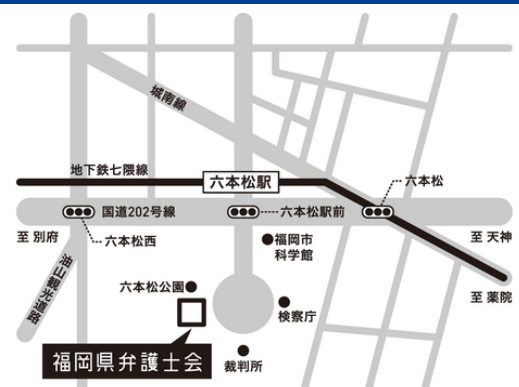 城南線
地下鉄七隈線
六本松駅
六本松
国道202号線
六本松駅前
至 別府
六本松西
福岡市
科学館
至 天神
油山観光道路
六本松公園
検察庁
至 薬院
福岡県弁護士会
裁判所